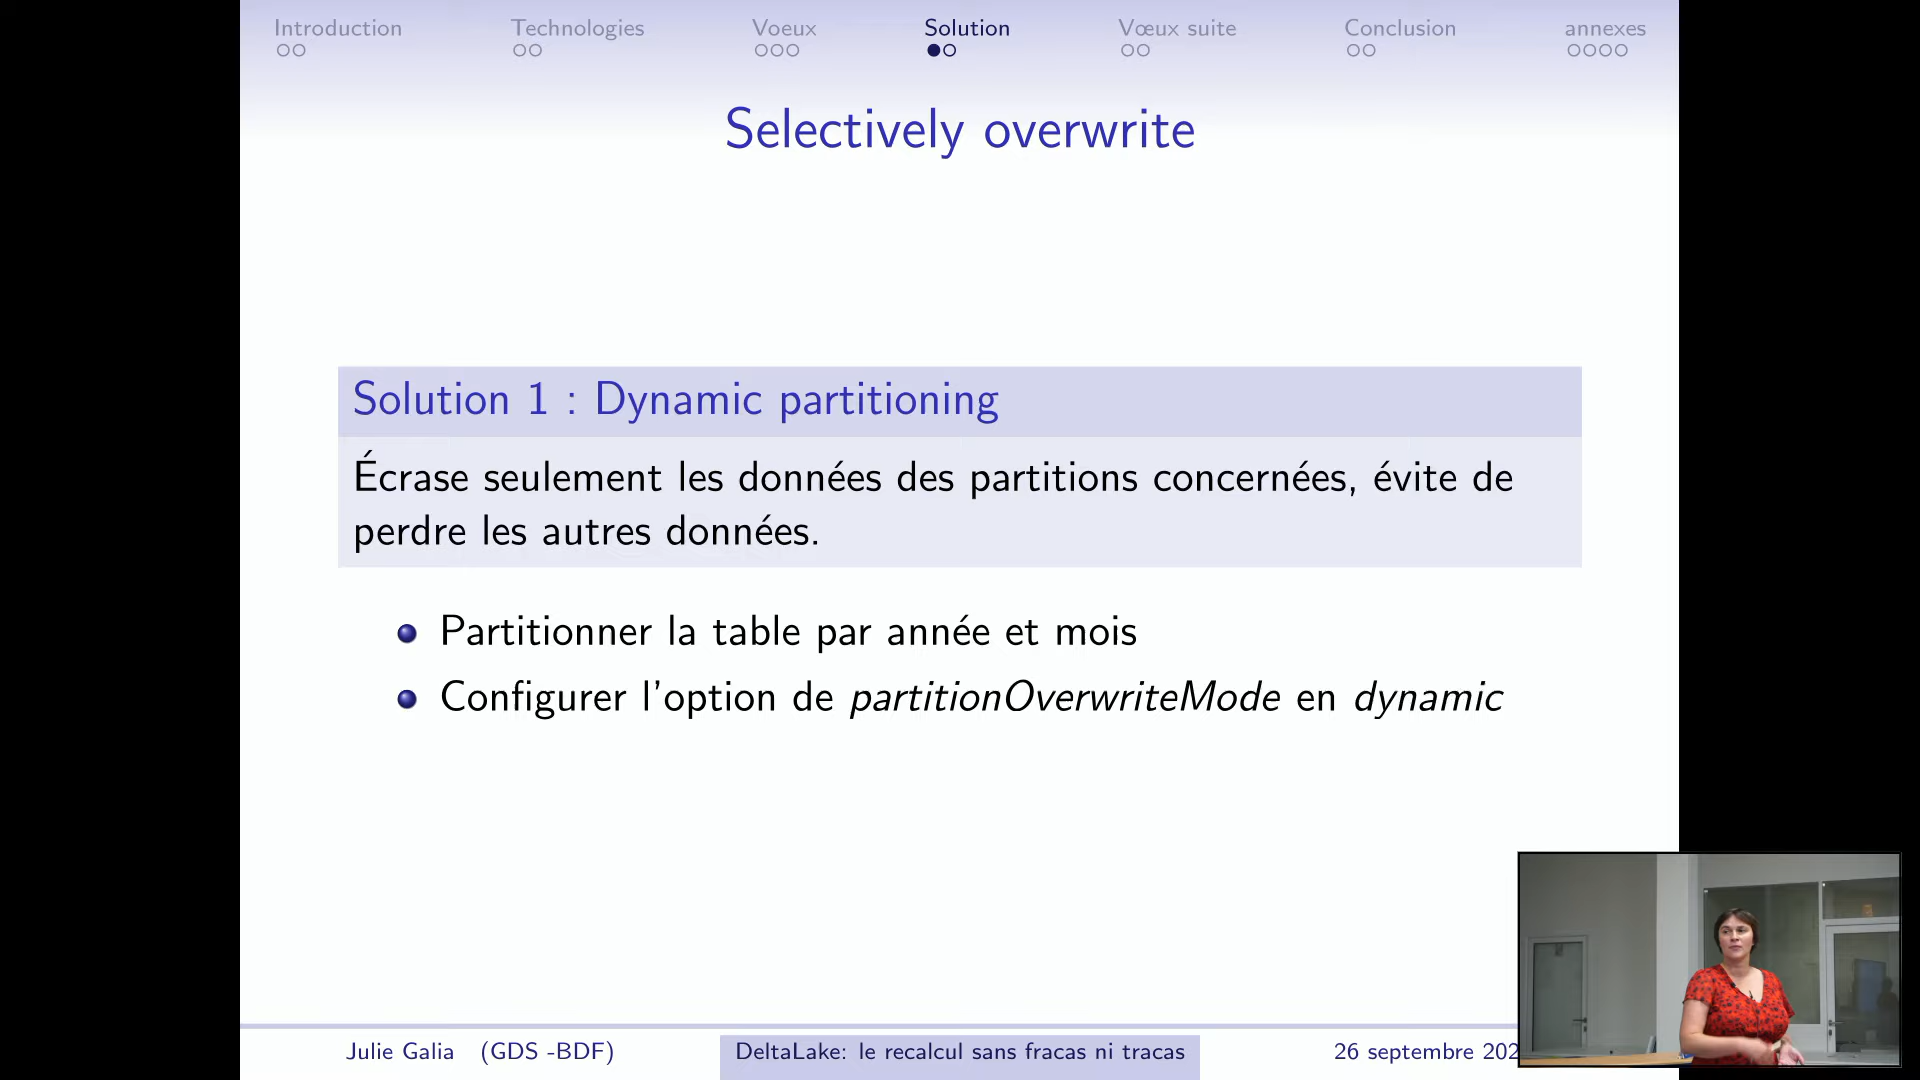 Introduction Technologies Voeux Solution Vœux suite Conclusion annexes
Selectively overwrite
Solution 1 : Dynamic partitioning
Écrase seulement les données des partitions concernées, évite de
perdre les autres données.
Partitionner la table par année et mois
Configurer l'option de partitionOverwriteMode en dynamic
Julie Galia (GDS -BDF) DeltaLake: le recalcul sans fracas ni tracas 26 septembre 202